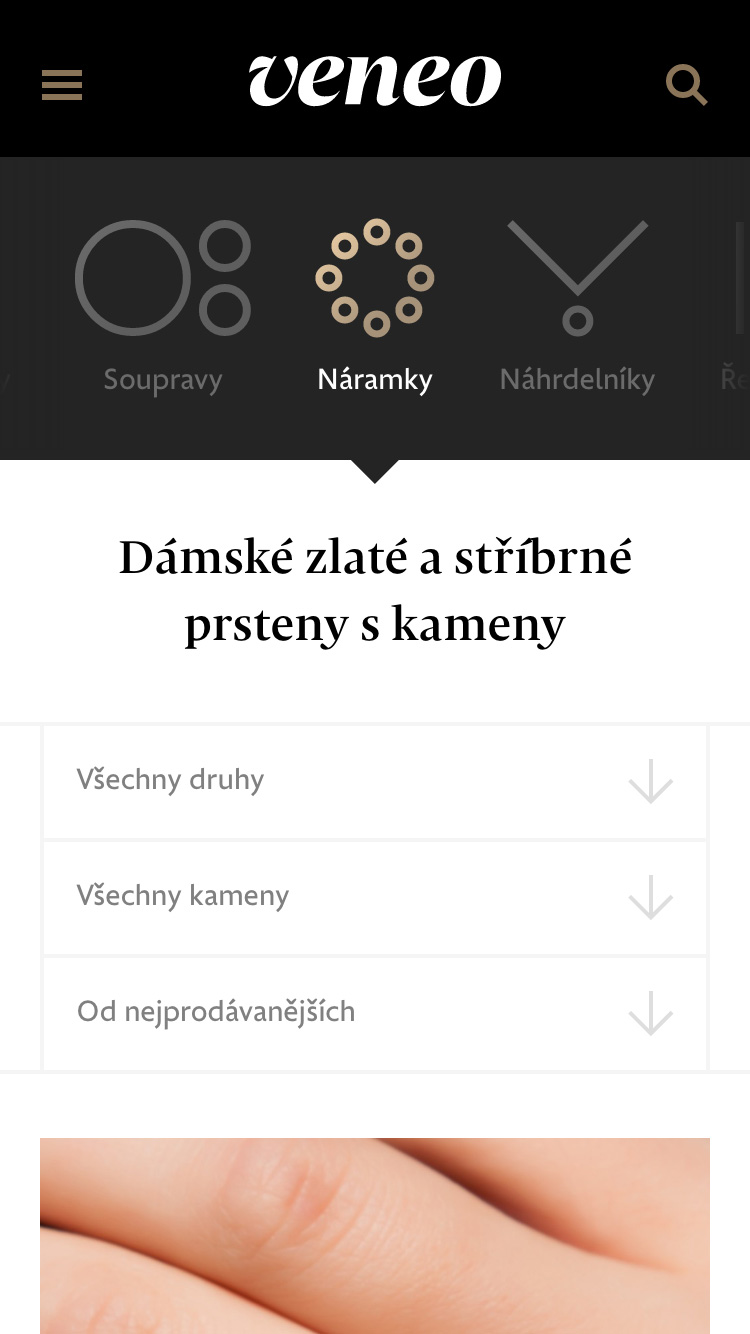 veneo
Soupravy
Náramky
Náhrdelníky
Dámské zlaté a stříbrné
prsteny s kameny
Všechny druhy
Všechny kameny
Od nejprodávanějších